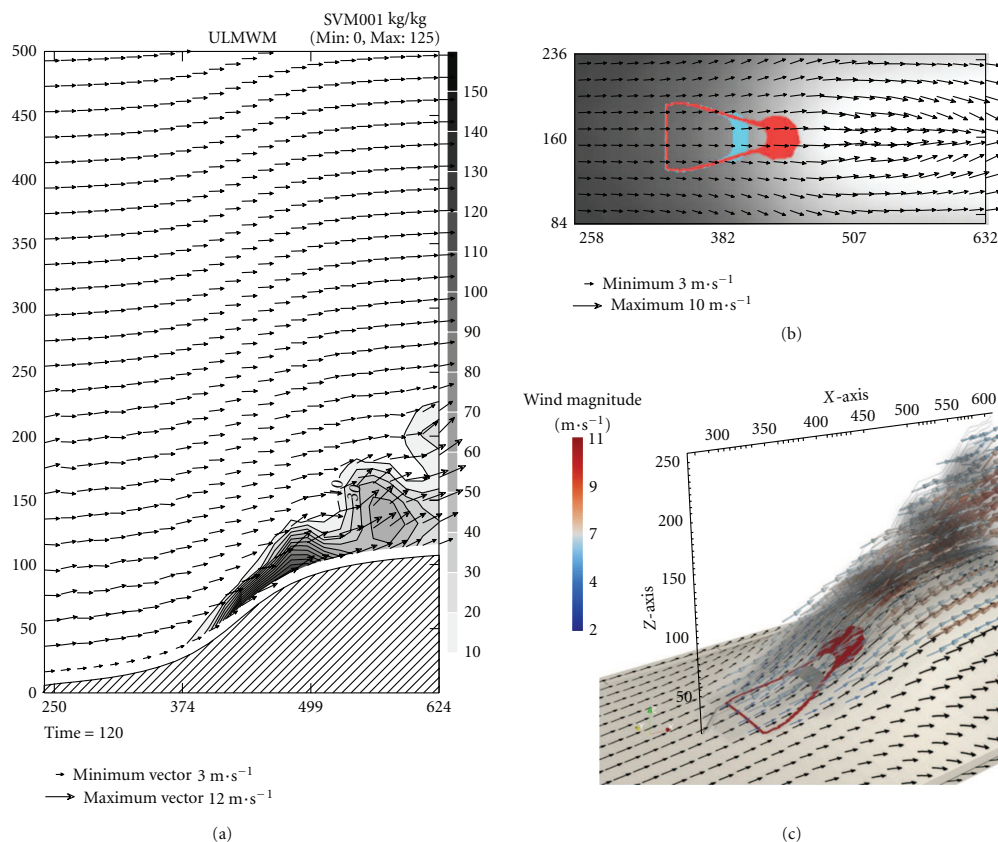 SVM001 kg/kg
ULMWM (Min: 0, Max: 125)
500
450
400
350
300
250
200
150
100
50
0
250 374 499 624
150
140
130
120
110
100
90
80
70
60
50
40
30
20
10
10
30
Time = 120
Minimum vector 3 m·s−1
Maximum vector 12 m·s−1
(a)
236
160
84
258 382 507 632
Minimum 3 m·s−1
Maximum 10 m·s−1
(b)
Wind magnitude
(m·s−1)
11
9
7
4
2
X-axis
300 350 400 450 500 550 600
250
200
150
100
50
Z-axis
(c)